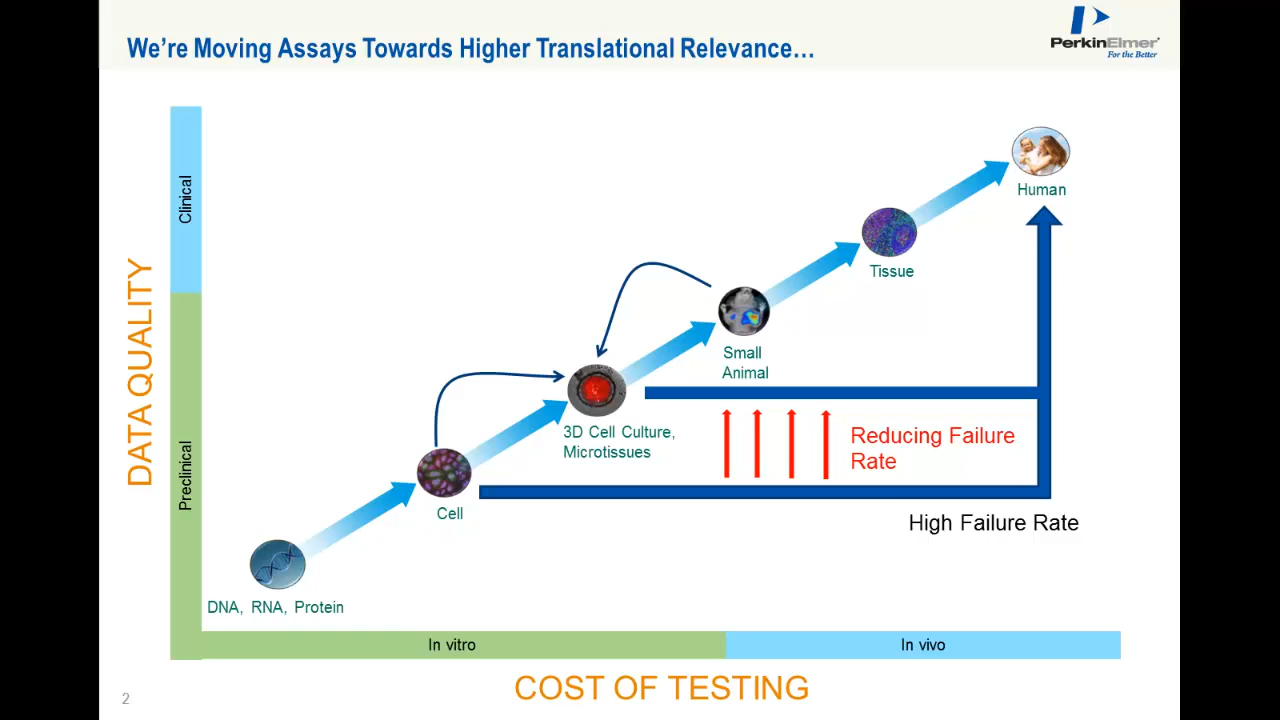 We're Moving Assays Towards Higher Translational Relevance…
PerkinElmer
For the Better
Clinical
Human
DATA QUALITY
Tissue
Small
Animal
Preclinical
3D Cell Culture,
Microtissues
Reducing Failure
Rate
Cell
High Failure Rate
DNA, RNA, Protein
In vitro
In vivo
COST OF TESTING
2